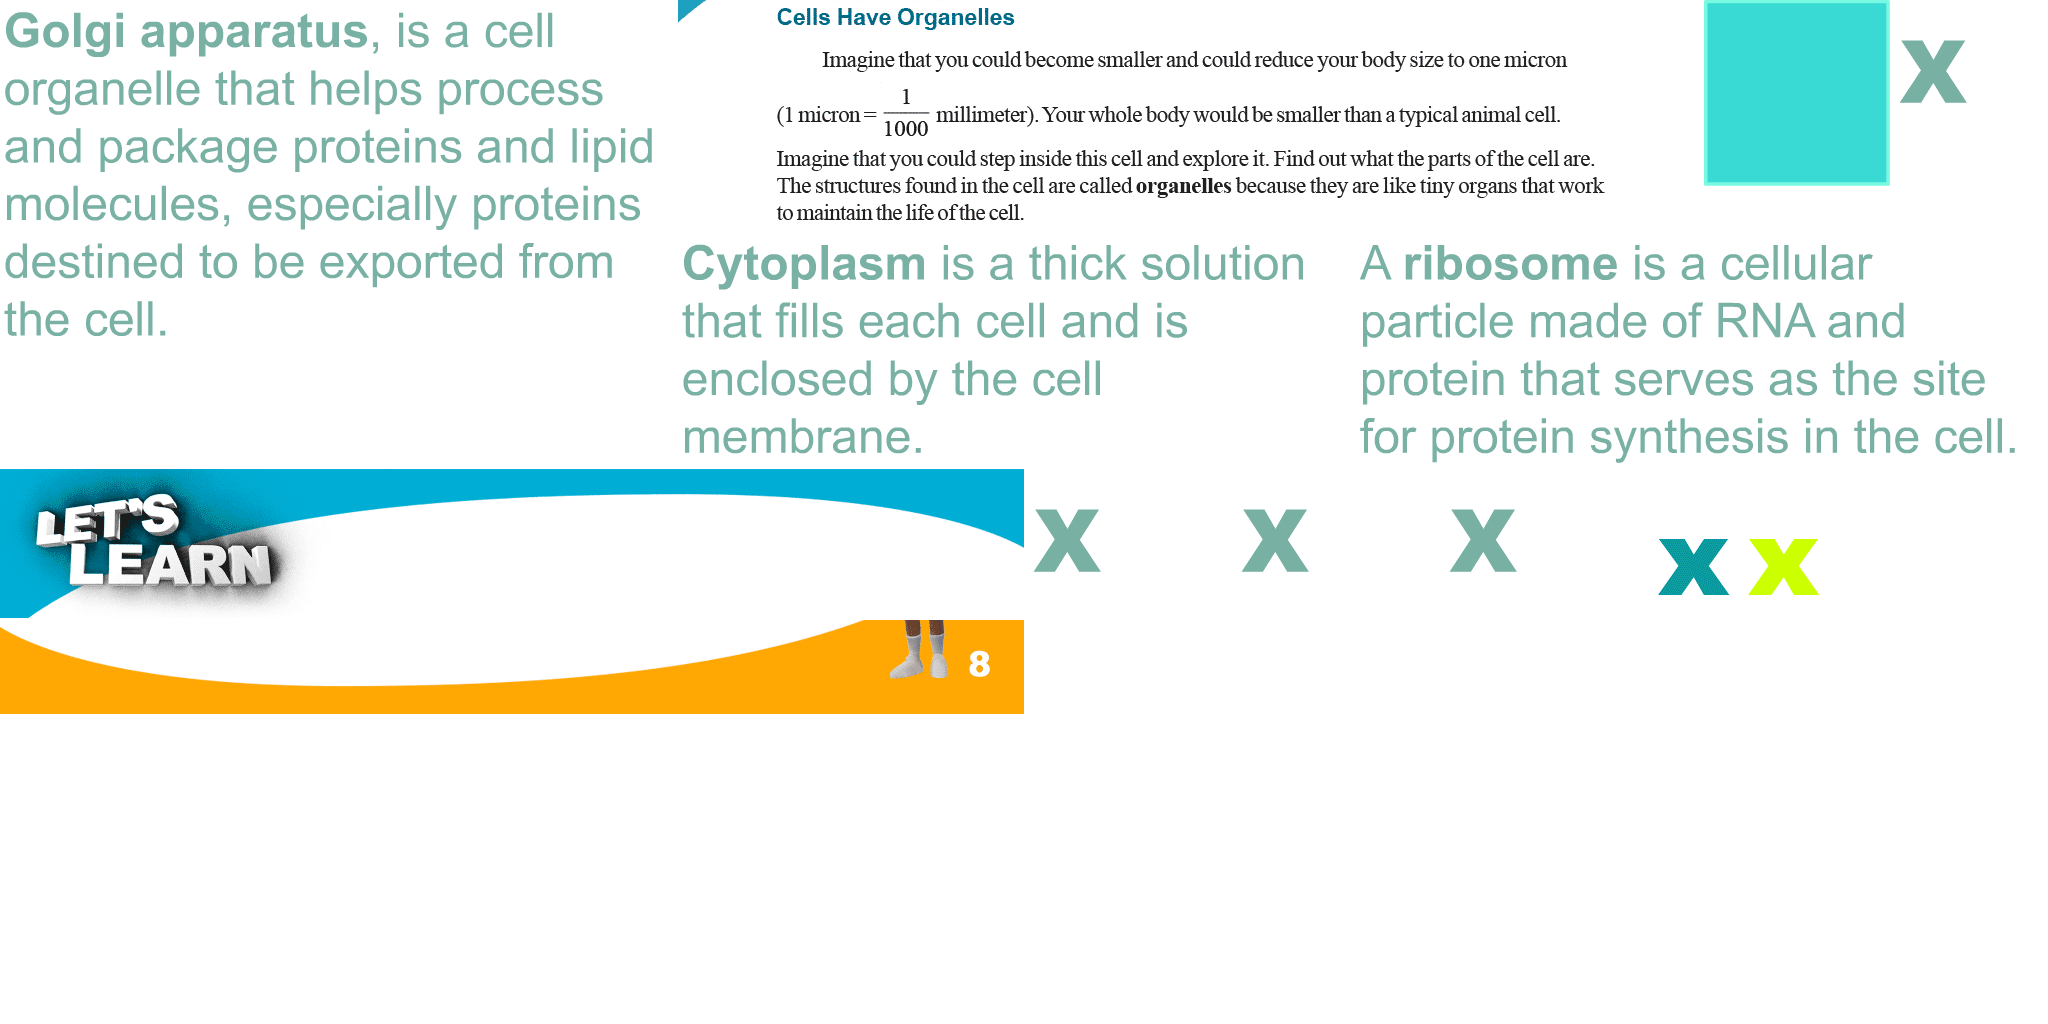 Golgi apparatus, is a cell
organelle that helps process
and package proteins and lipid
molecules, especially proteins
destined to be exported from
the cell.
Cells Have Organelles
Imagine that you could become smaller and could reduce your body size to one micron
(1 micron = 1/1000 millimeter). Your whole body would be smaller than a typical animal cell.
Imagine that you could step inside this cell and explore it. Find out what the parts of the cell are.
The structures found in the cell are called organelles because they are like tiny organs that work
to maintain the life of the cell.
x
Cytoplasm is a thick solution
that fills each cell and is
enclosed by the cell
membrane.
A ribosome is a cellular
particle made of RNA and
protein that serves as the site
for protein synthesis in the cell.
LET'S
LEARN
x x x x x
8